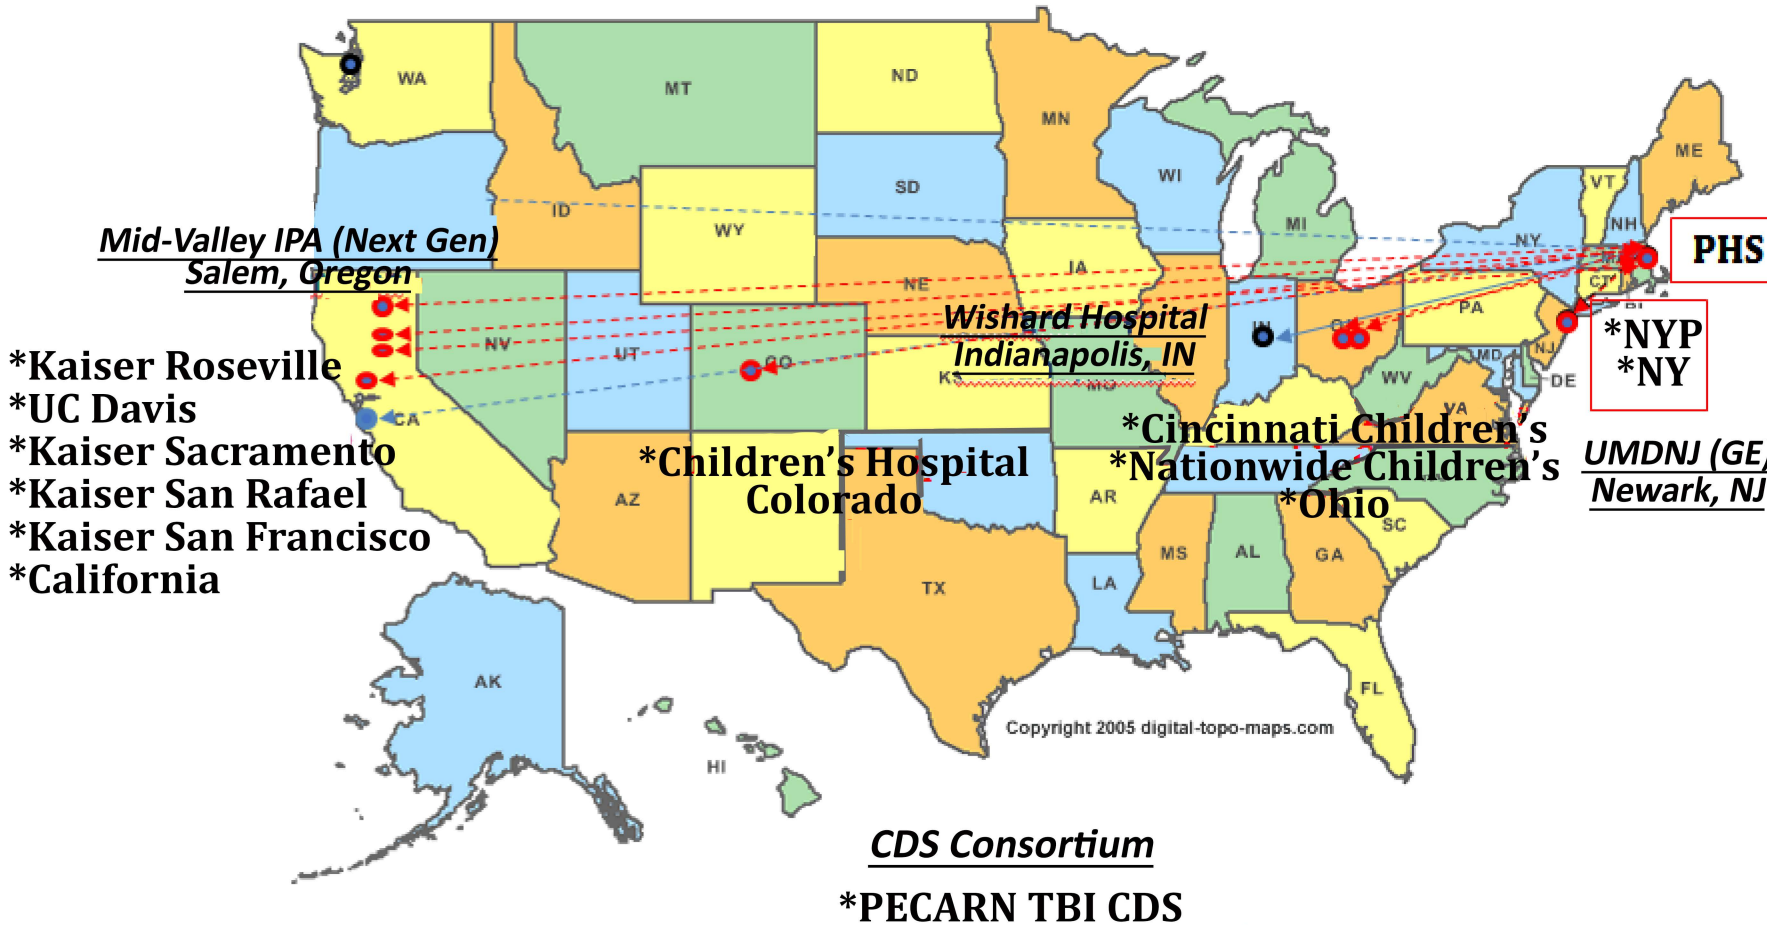 WA
MT
ND
MN
ME
ID
SD
WI
VT
NH
WY
MI
NY
Mid-Valley IPA (Next Gen)
Salem, Oregon
PHS
IA
NE
CT
PA
Wishard Hospital
Indianapolis, IN
IN
*NYP
*NY
NV
UT
CO
NJ
MD
DE
WV
VA
*Kaiser Roseville
*UC Davis
*Kaiser Sacramento
*Kaiser San Rafael
*Kaiser San Francisco
*California
CA
*Children's Hospital
Colorado
*Cincinnati Children's
*Nationwide Children's
*Ohio
UMDNJ (GE)
Newark, NJ
AZ
AR
SC
MS
AL
GA
TX
LA
AK
FL
HI
Copyright 2005 digital-topo-maps.com
CDS Consortium
*PECARN TBI CDS